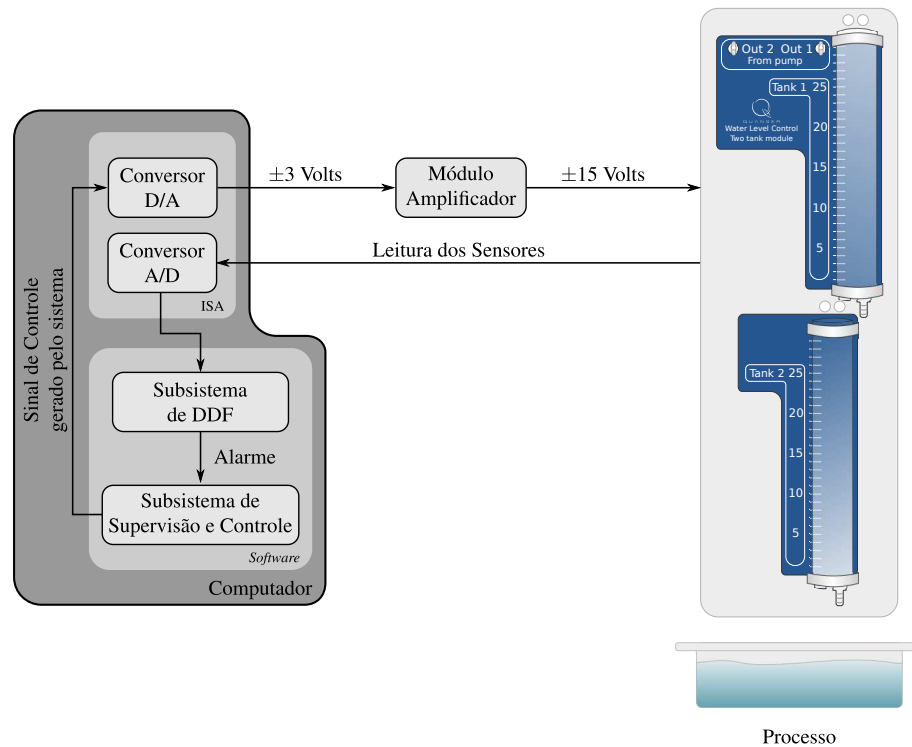 Conversor
D/A
Conversor
A/D
ISA
Sinal de Controle
gerado pelo sistema
Subsistema
de DDF
Alarme
Subsistema de
Supervisão e Controle
Software
Computador
±3 Volts
Módulo
Amplificador
±15 Volts
Leitura dos Sensores
Out 2 Out 1
From pump
Tank 1 25
QUANSER
Water Level Control
Two tank module
20
15
10
5
Tank 2 25
20
15
10
5
Processo